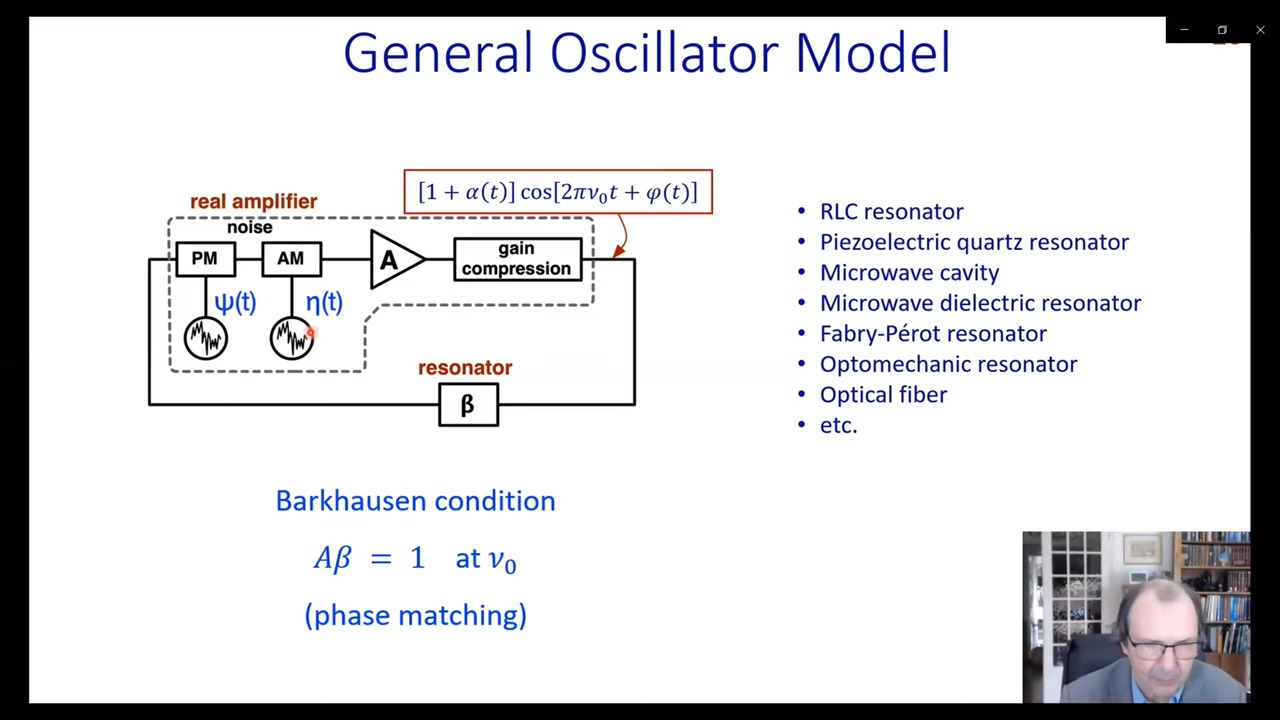 General Oscillator Model
[1 + α(t)] cos[2πν₀t + φ(t)]
real amplifier
noise
PM
AM
A
gain
compression
ψ(t)
η(t)
resonator
β
• RLC resonator
• Piezoelectric quartz resonator
• Microwave cavity
• Microwave dielectric resonator
• Fabry-Pérot resonator
• Optomechanic resonator
• Optical fiber
• etc.
Barkhausen condition
Aβ = 1 at ν₀
(phase matching)